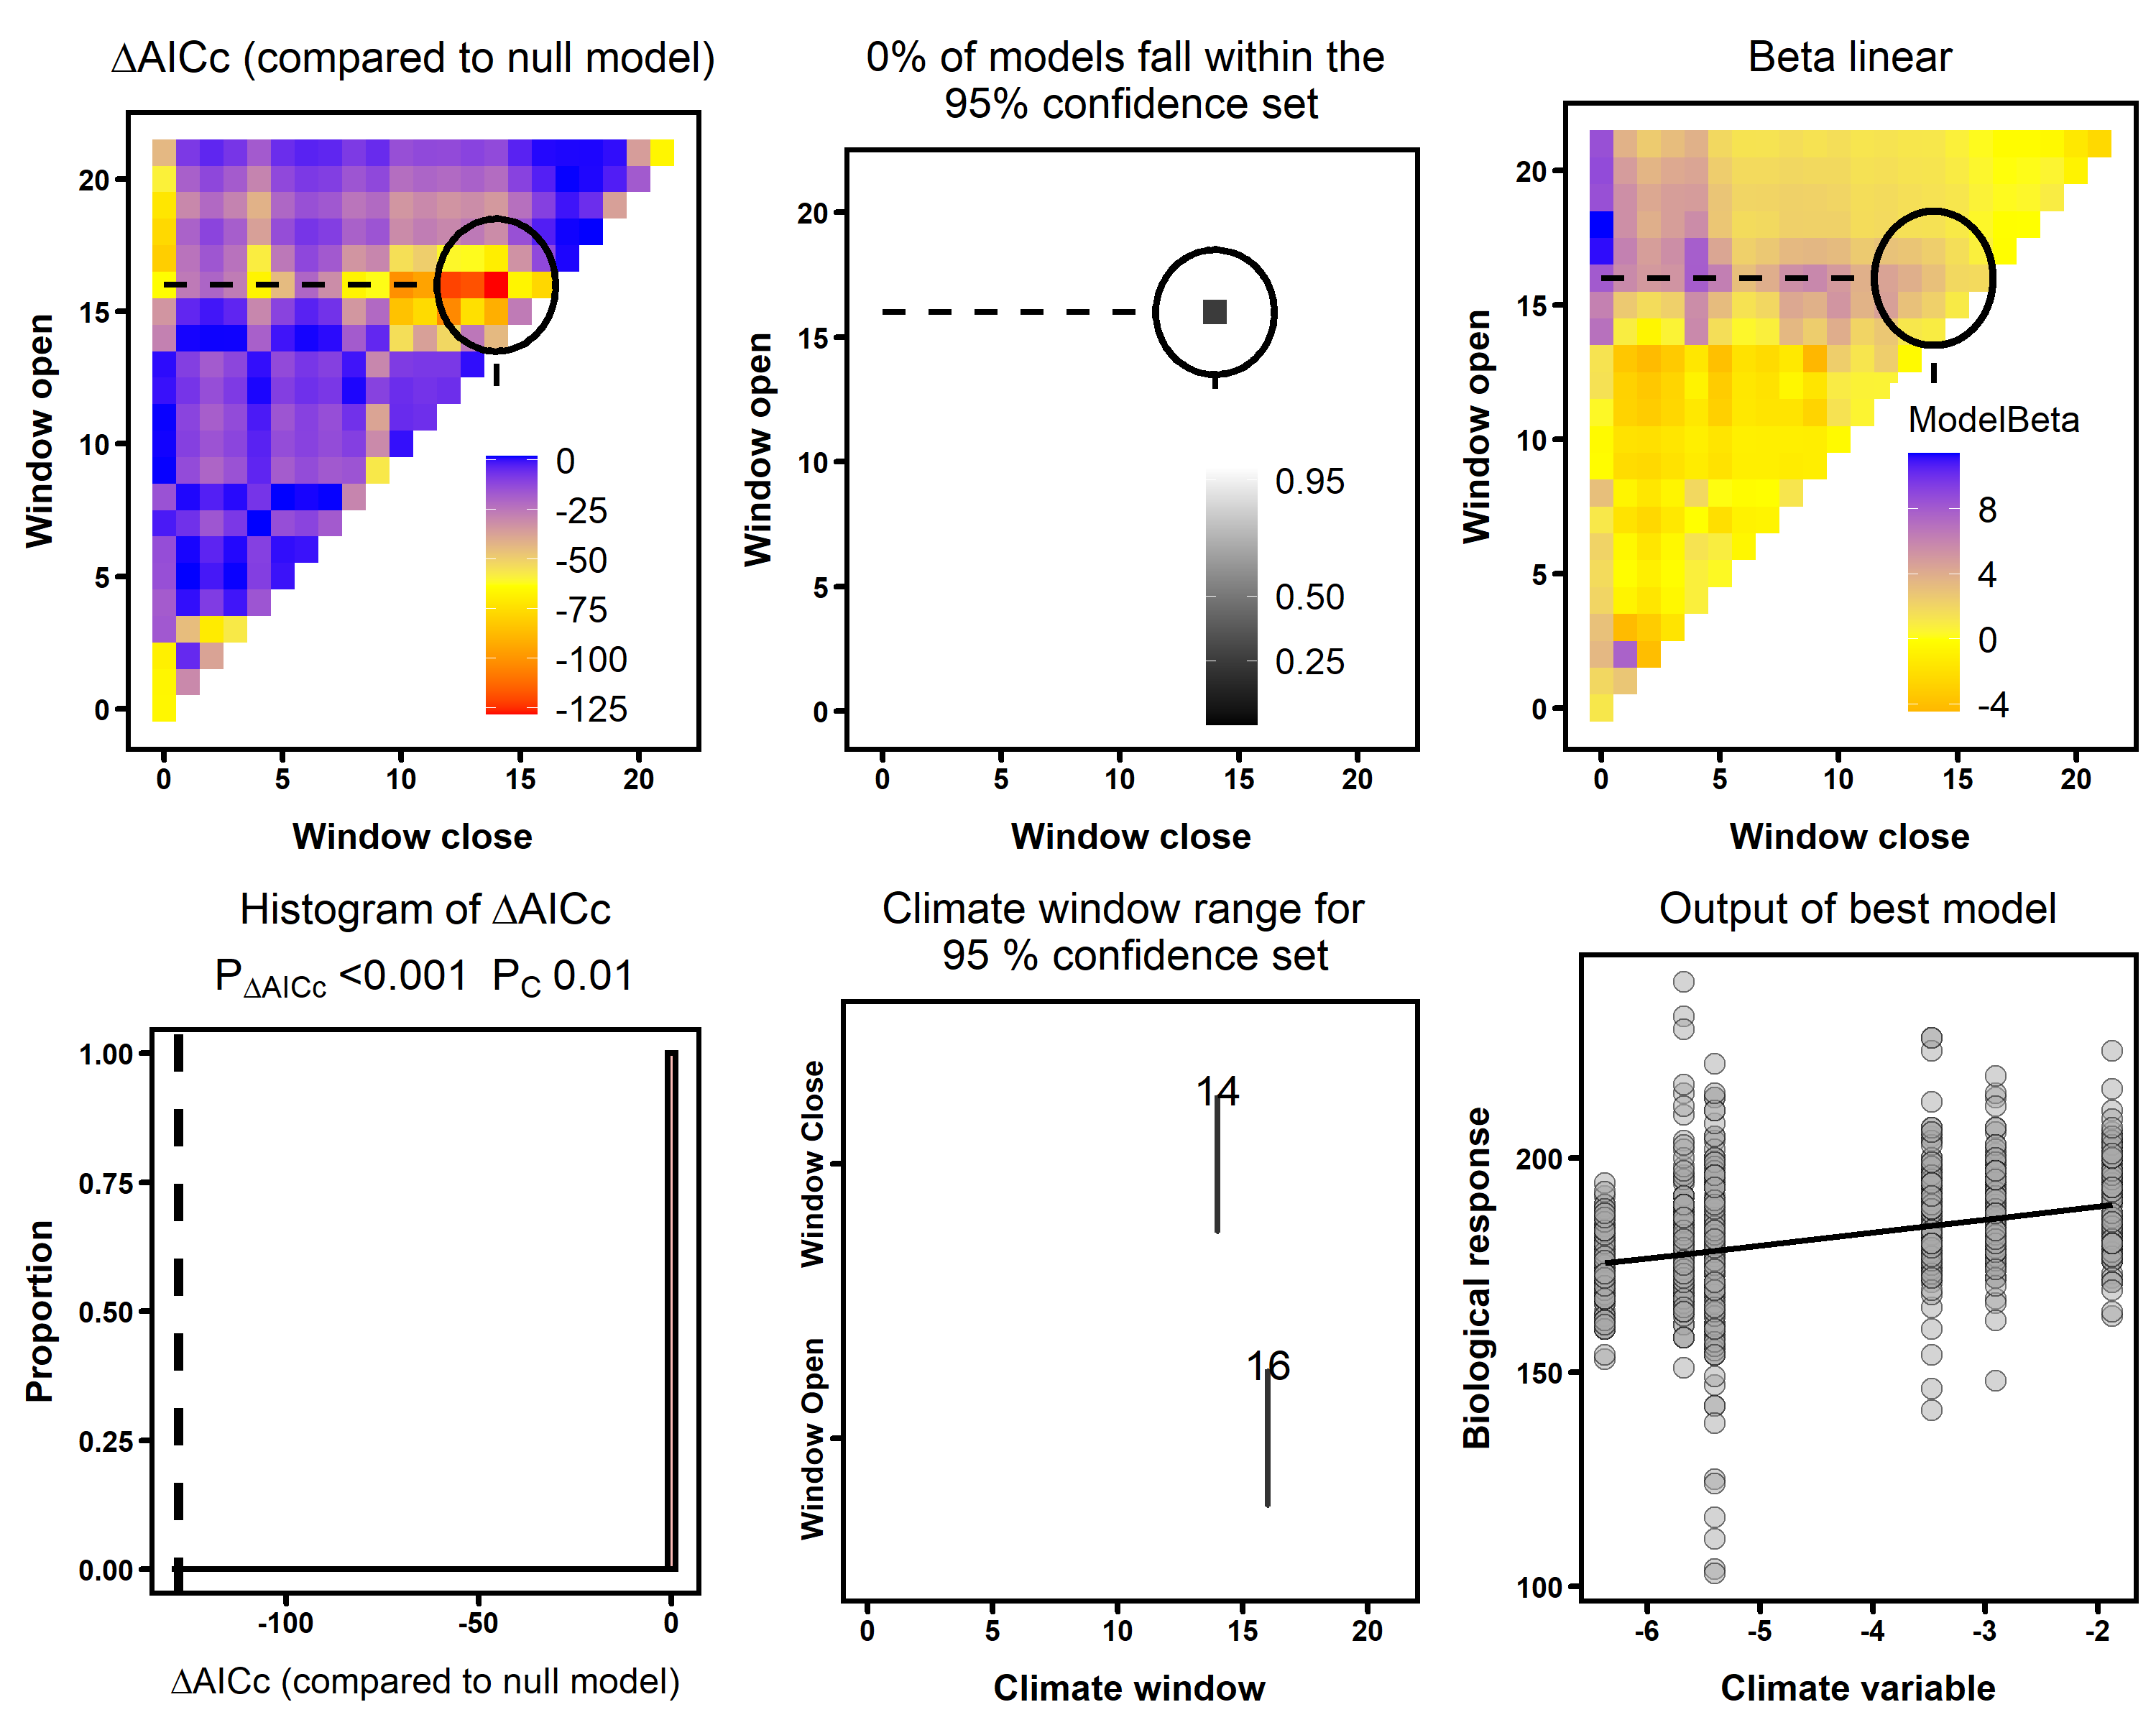 ΔAICc (compared to null model)
Window open
20
15
10
5
0
0
-25
-50
-75
-100
-125
0 5 10 15 20
Window close
0% of models fall within the
95% confidence set
Window open
20
15
10
5
0
0.95
0.50
0.25
0 5 10 15 20
Window close
Beta linear
Window open
20
15
10
5
0
ModelBeta
8
4
0
-4
0 5 10 15 20
Window close
Histogram of ΔAICc
PΔAICc <0.001 PC 0.01
Proportion
1.00
0.75
0.50
0.25
0.00
-100 -50 0
ΔAICc (compared to null model)
Climate window range for
95 % confidence set
Window Close
14
Window Open
16
0 5 10 15 20
Climate window
Output of best model
Biological response
200
150
100
-6 -5 -4 -3 -2
Climate variable